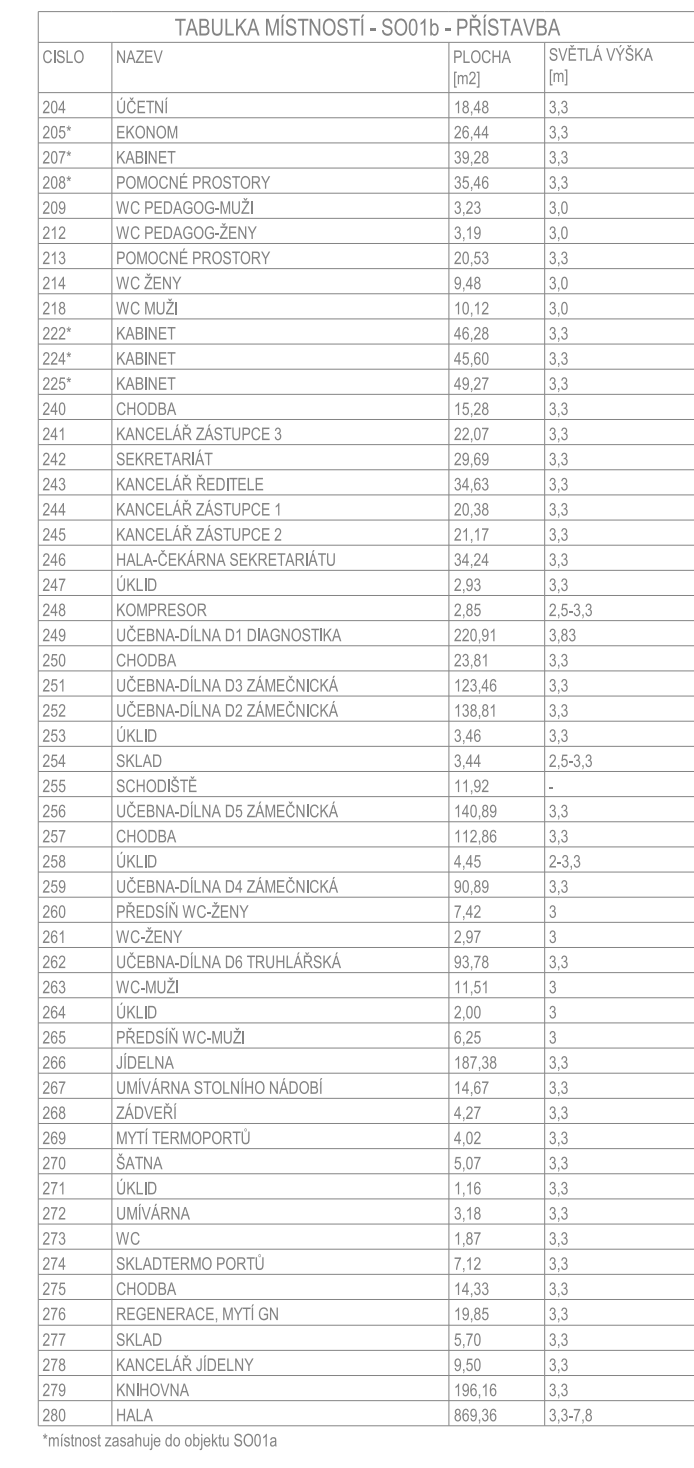 TABULKA MÍSTNOSTÍ - SO01b - PŘÍSTAVBA
CISLO NAZEV PLOCHA [m2] SVĚTLÁ VÝŠKA [m]
204 ÚČETNÍ 18,48 3,3
205* EKONOM 26,44 3,3
207* KABINET 39,28 3,3
208* POMOCNÉ PROSTORY 35,46 3,3
209 WC PEDAGOG-MUŽI 3,23 3,0
212 WC PEDAGOG-ŽENY 3,19 3,0
213 POMOCNÉ PROSTORY 20,53 3,3
214 WC ŽENY 9,48 3,0
218 WC MUŽI 10,12 3,0
222* KABINET 46,28 3,3
224* KABINET 45,60 3,3
225* KABINET 49,27 3,3
240 CHODBA 15,28 3,3
241 KANCELÁŘ ZÁSTUPCE 3 22,07 3,3
242 SEKRETARIÁT 29,69 3,3
243 KANCELÁŘ ŘEDITELE 34,63 3,3
244 KANCELÁŘ ZÁSTUPCE 1 20,38 3,3
245 KANCELÁŘ ZÁSTUPCE 2 21,17 3,3
246 HALA-ČEKÁRNA SEKRETARIÁTU 34,24 3,3
247 ÚKLID 2,93 3,3
248 KOMPRESOR 2,85 2,5-3,3
249 UČEBNA-DÍLNA D1 DIAGNOSTIKA 220,91 3,83
250 CHODBA 23,81 3,3
251 UČEBNA-DÍLNA D3 ZÁMEČNICKÁ 123,46 3,3
252 UČEBNA-DÍLNA D2 ZÁMEČNICKÁ 138,81 3,3
253 ÚKLID 3,46 3,3
254 SKLAD 3,44 2,5-3,3
255 SCHODIŠTĚ 11,92 -
256 UČEBNA-DÍLNA D5 ZÁMEČNICKÁ 140,89 3,3
257 CHODBA 112,86 3,3
258 ÚKLID 4,45 2-3,3
259 UČEBNA-DÍLNA D4 ZÁMEČNICKÁ 90,89 3,3
260 PŘEDSÍŇ WC-ŽENY 7,42 3
261 WC-ŽENY 2,97 3
262 UČEBNA-DÍLNA D6 TRUHLÁŘSKÁ 93,78 3,3
263 WC-MUŽI 11,51 3
264 ÚKLID 2,00 3
265 PŘEDSÍŇ WC-MUŽI 6,25 3
266 JÍDELNA 187,38 3,3
267 UMÍVÁRNA STOLNÍHO NÁDOBÍ 14,67 3,3
268 ZÁDVEŘÍ 4,27 3,3
269 MYTÍ TERMOPORTŮ 4,02 3,3
270 ŠATNA 5,07 3,3
271 ÚKLID 1,16 3,3
272 UMÍVÁRNA 3,18 3,3
273 WC 1,87 3,3
274 SKLADTERMO PORTŮ 7,12 3,3
275 CHODBA 14,33 3,3
276 REGENERACE, MYTÍ GN 19,85 3,3
277 SKLAD 5,70 3,3
278 KANCELÁŘ JÍDELNY 9,50 3,3
279 KNIHOVNA 196,16 3,3
280 HALA 869,36 3,3-7,8
*místnost zasahuje do objektu SO01a